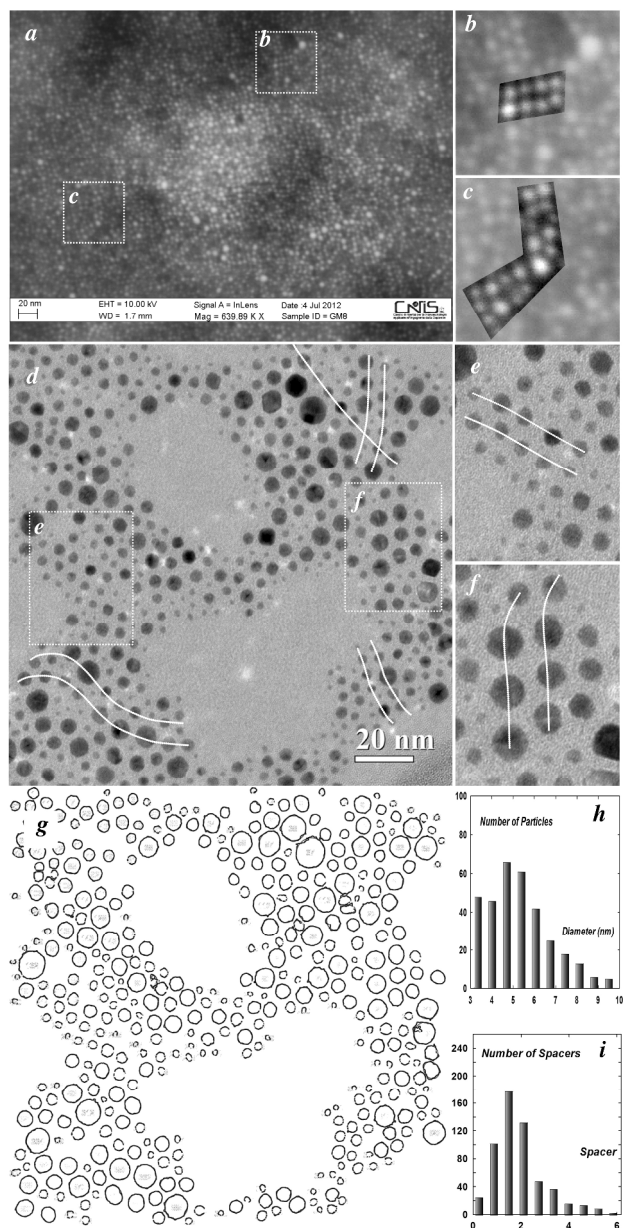 a
b
c
b
c
20 nm
EHT = 10.00 kV
WD = 1.7 mm
Signal A = InLens
Mag = 639.89 K X
Date :4 Jul 2012
Sample ID = GM8
CNIS
d
e
f
20 nm
e
f
g
h
Number of Particles
Diameter (nm)
100
80
60
40
20
0
3 4 5 6 7 8 9 10
i
Number of Spacers
Spacer
240
200
160
120
80
40
0
0 2 4 6